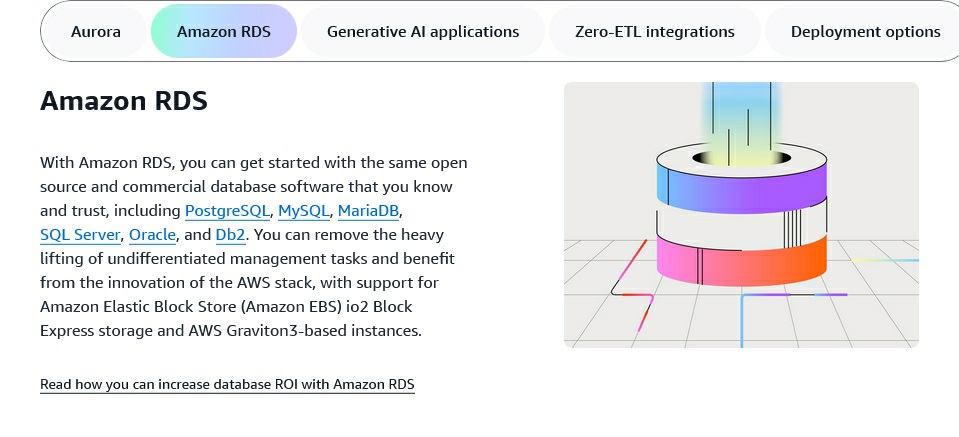 Aurora
Amazon RDS
Generative AI applications
Zero-ETL integrations
Deployment options
Amazon RDS
With Amazon RDS, you can get started with the same open
source and commercial database software that you know
and trust, including PostgreSQL, MySQL, MariaDB,
SQL Server, Oracle, and Db2. You can remove the heavy
lifting of undifferentiated management tasks and benefit
from the innovation of the AWS stack, with support for
Amazon Elastic Block Store (Amazon EBS) io2 Block
Express storage and AWS Graviton3-based instances.
Read how you can increase database ROI with Amazon RDS